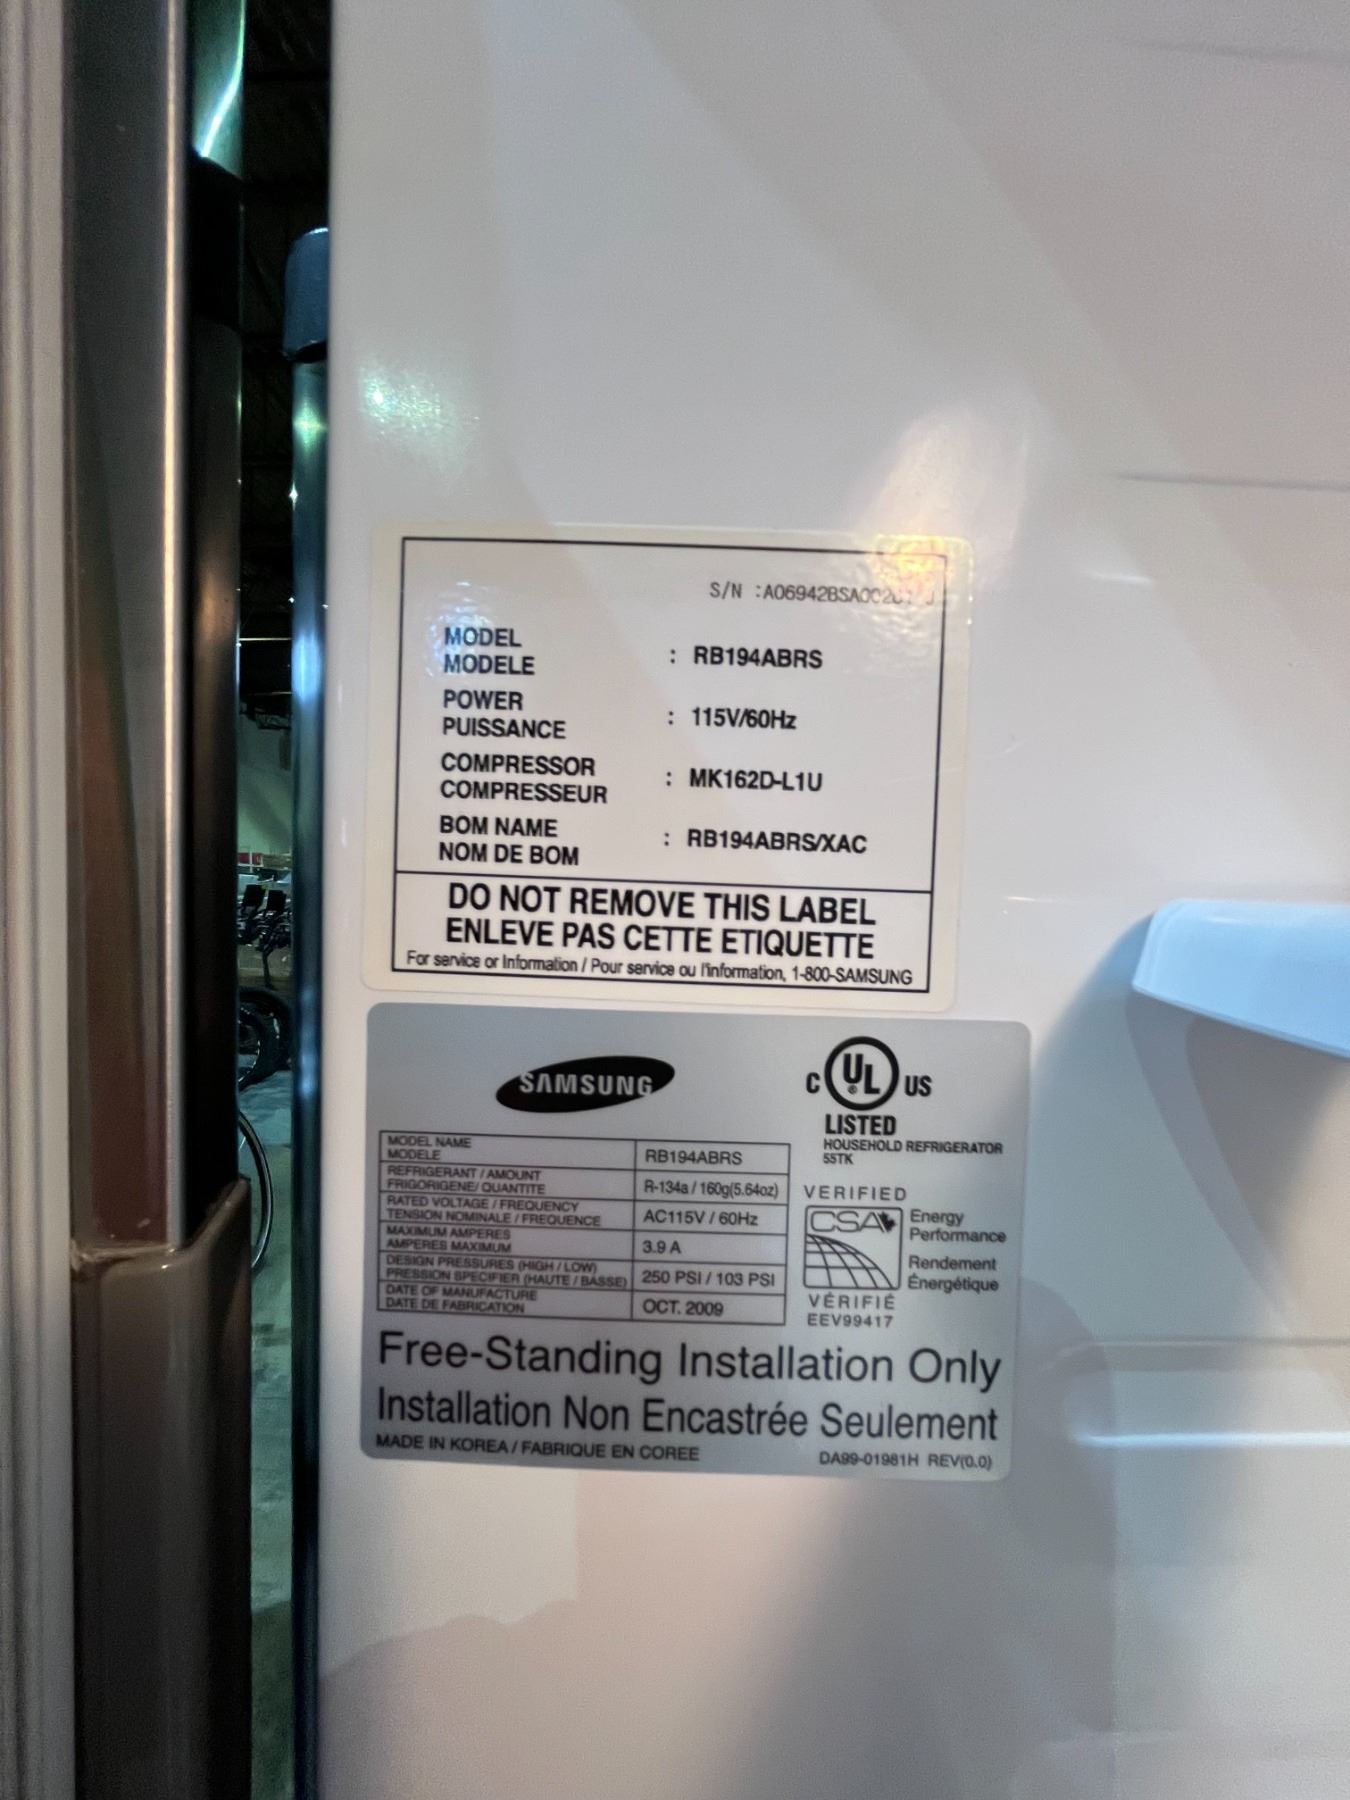 S/N :
MODEL
MODELE : RB194ABRS
POWER
PUISSANCE : 115V/60Hz
COMPRESSOR
COMPRESSEUR : MK162D-L1U
BOM NAME
NOM DE BOM : RB194ABRS/XAC
DO NOT REMOVE THIS LABEL
ENLEVE PAS CETTE ETIQUETTE
For service or Information / Pour service ou l'information, 1-800-SAMSUNG
SAMSUNG
C UL US
®
LISTED
HOUSEHOLD REFRIGERATOR
55TK
MODEL NAME
MODELE
RB194ABRS
REFRIGERANT / AMOUNT
FRIGORIGENE/ QUANTITE
R-134a / 160g(5.64oz)
RATED VOLTAGE / FREQUENCY
TENSION NOMINALE / FREQUENCE
AC115V / 60Hz
MAXIMUM AMPERES
AMPERES MAXIMUM
3.9 A
DESIGN PRESSURES (HIGH / LOW)
PRESSION SPECIFIER (HAUTE / BASSE)
250 PSI / 103 PSI
DATE OF MANUFACTURE
DATE DE FABRICATION
OCT. 2009
VERIFIED
CSA
Energy
Performance
Rendement
Énergétique
VÉRIFIÉ
EEV99417
Free-Standing Installation Only
Installation Non Encastrée Seulement
MADE IN KOREA / FABRIQUE EN COREE
DA99-01981H REV(0.0)